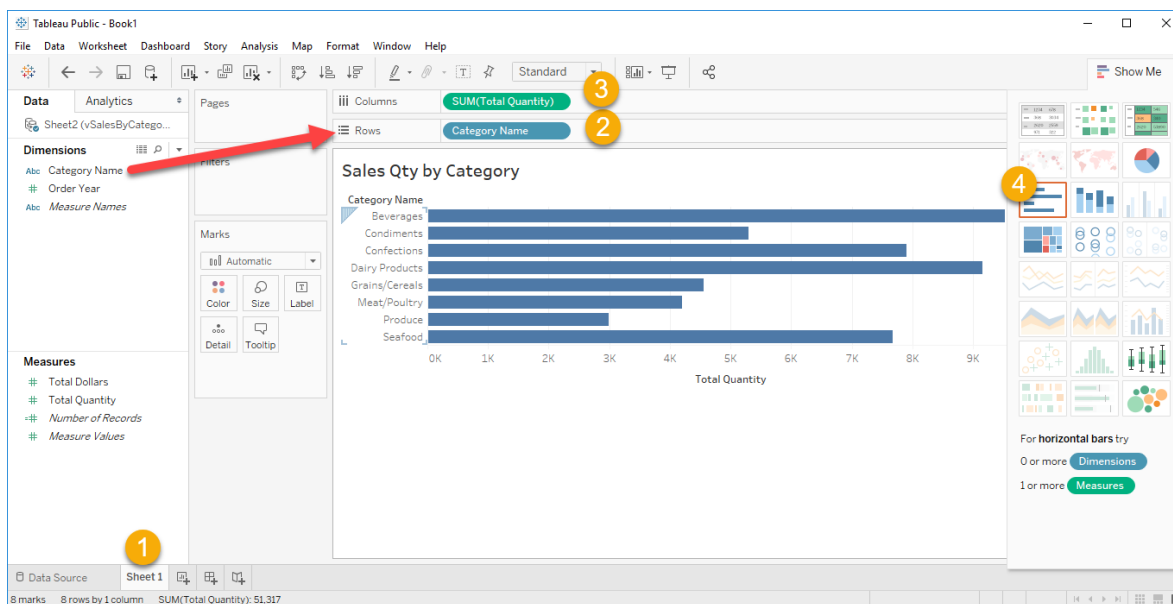 Tableau Public - Book1
File Data Worksheet Dashboard Story Analysis Map Format Window Help
Standard
Show Me
Data Analytics
Pages
Columns SUM(Total Quantity)
3
Sheet2 (vSalesByCatego...
Rows Category Name
2
Dimensions
Filters
Abc Category Name
# Order Year
Abc Measure Names
Sales Qty by Category
4
Category Name
Beverages
Condiments
Confections
Dairy Products
Grains/Cereals
Meat/Poultry
Produce
Seafood
Marks
Automatic
Color Size Label
Detail Tooltip
0K 1K 2K 3K 4K 5K 6K 7K 8K 9K
Total Quantity
Measures
# Total Dollars
# Total Quantity
=# Number of Records
# Measure Values
For horizontal bars try
0 or more Dimensions
1 or more Measures
1
Data Source Sheet 1
8 marks 8 rows by 1 column SUM(Total Quantity): 51,317